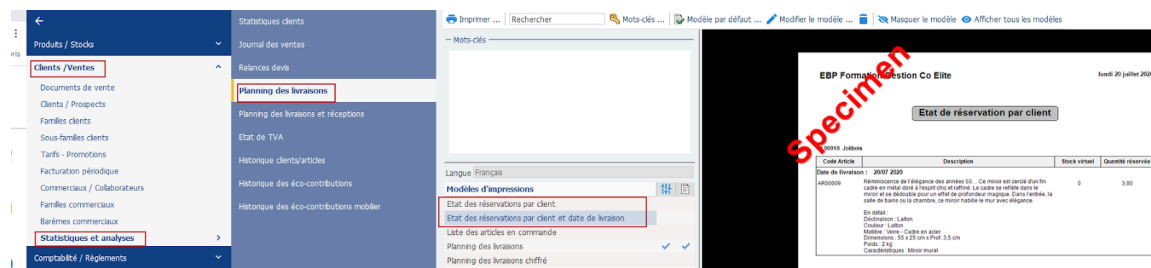 Produits / Stocks
Clients /Ventes
Documents de vente
Clients / Prospects
Familles clients
Sous-familles clients
Tarifs - Promotions
Facturation périodique
Commerciaux / Collaborateurs
Familles commerciaux
Barèmes commerciaux
Statistiques et analyses
Comptabilité / Règlements
Statistiques clients
Journal des ventes
Relances devis
Planning des livraisons
Planning des livraisons et réceptions
Etat de TVA
Historique clients/articles
Historique des éco-contributions
Historique des éco-contributions mobilier
Imprimer ...
Rechercher
Mots-clés ...
Modèle par défaut ...
Modifier le modèle ...
Masquer le modèle
Afficher tous les modèles
Mots-clés
Langue Français
Modèles d'impressions
Etat des réservations par client
Etat des réservations par client et date de livraison
Liste des articles en commande
Planning des livraisons
Planning des livraisons chiffré
EBP Formation Gestion Co Elite
lundi 20 juillet 202
Specimen
Etat de réservation par client
00010 Jolibois
Code Article Description Stock virtuel Quantité réservée
Date de livraison : 20/07 2020
AR00009 Réminiscence de l'élégance des années 50... Ce miroir est cerclé d'un fin 0 3,00
cadre en métal doré à l'esprit chic et raffiné. Le cadre se reflète dans le
miroir et se dédouble pour un effet de profondeur magique. Dans l'entrée, la
salle de bains ou la chambre, ce miroir habille le mur avec élégance.
En détail :
Déclinaison : Laiton
Couleur : Laiton
Matière : Verre - Cadre en acier
Dimensions : 55 x 25 cm x Prof. 3,5 cm
Poids : 2 kg
Caractéristiques : Miroir mural